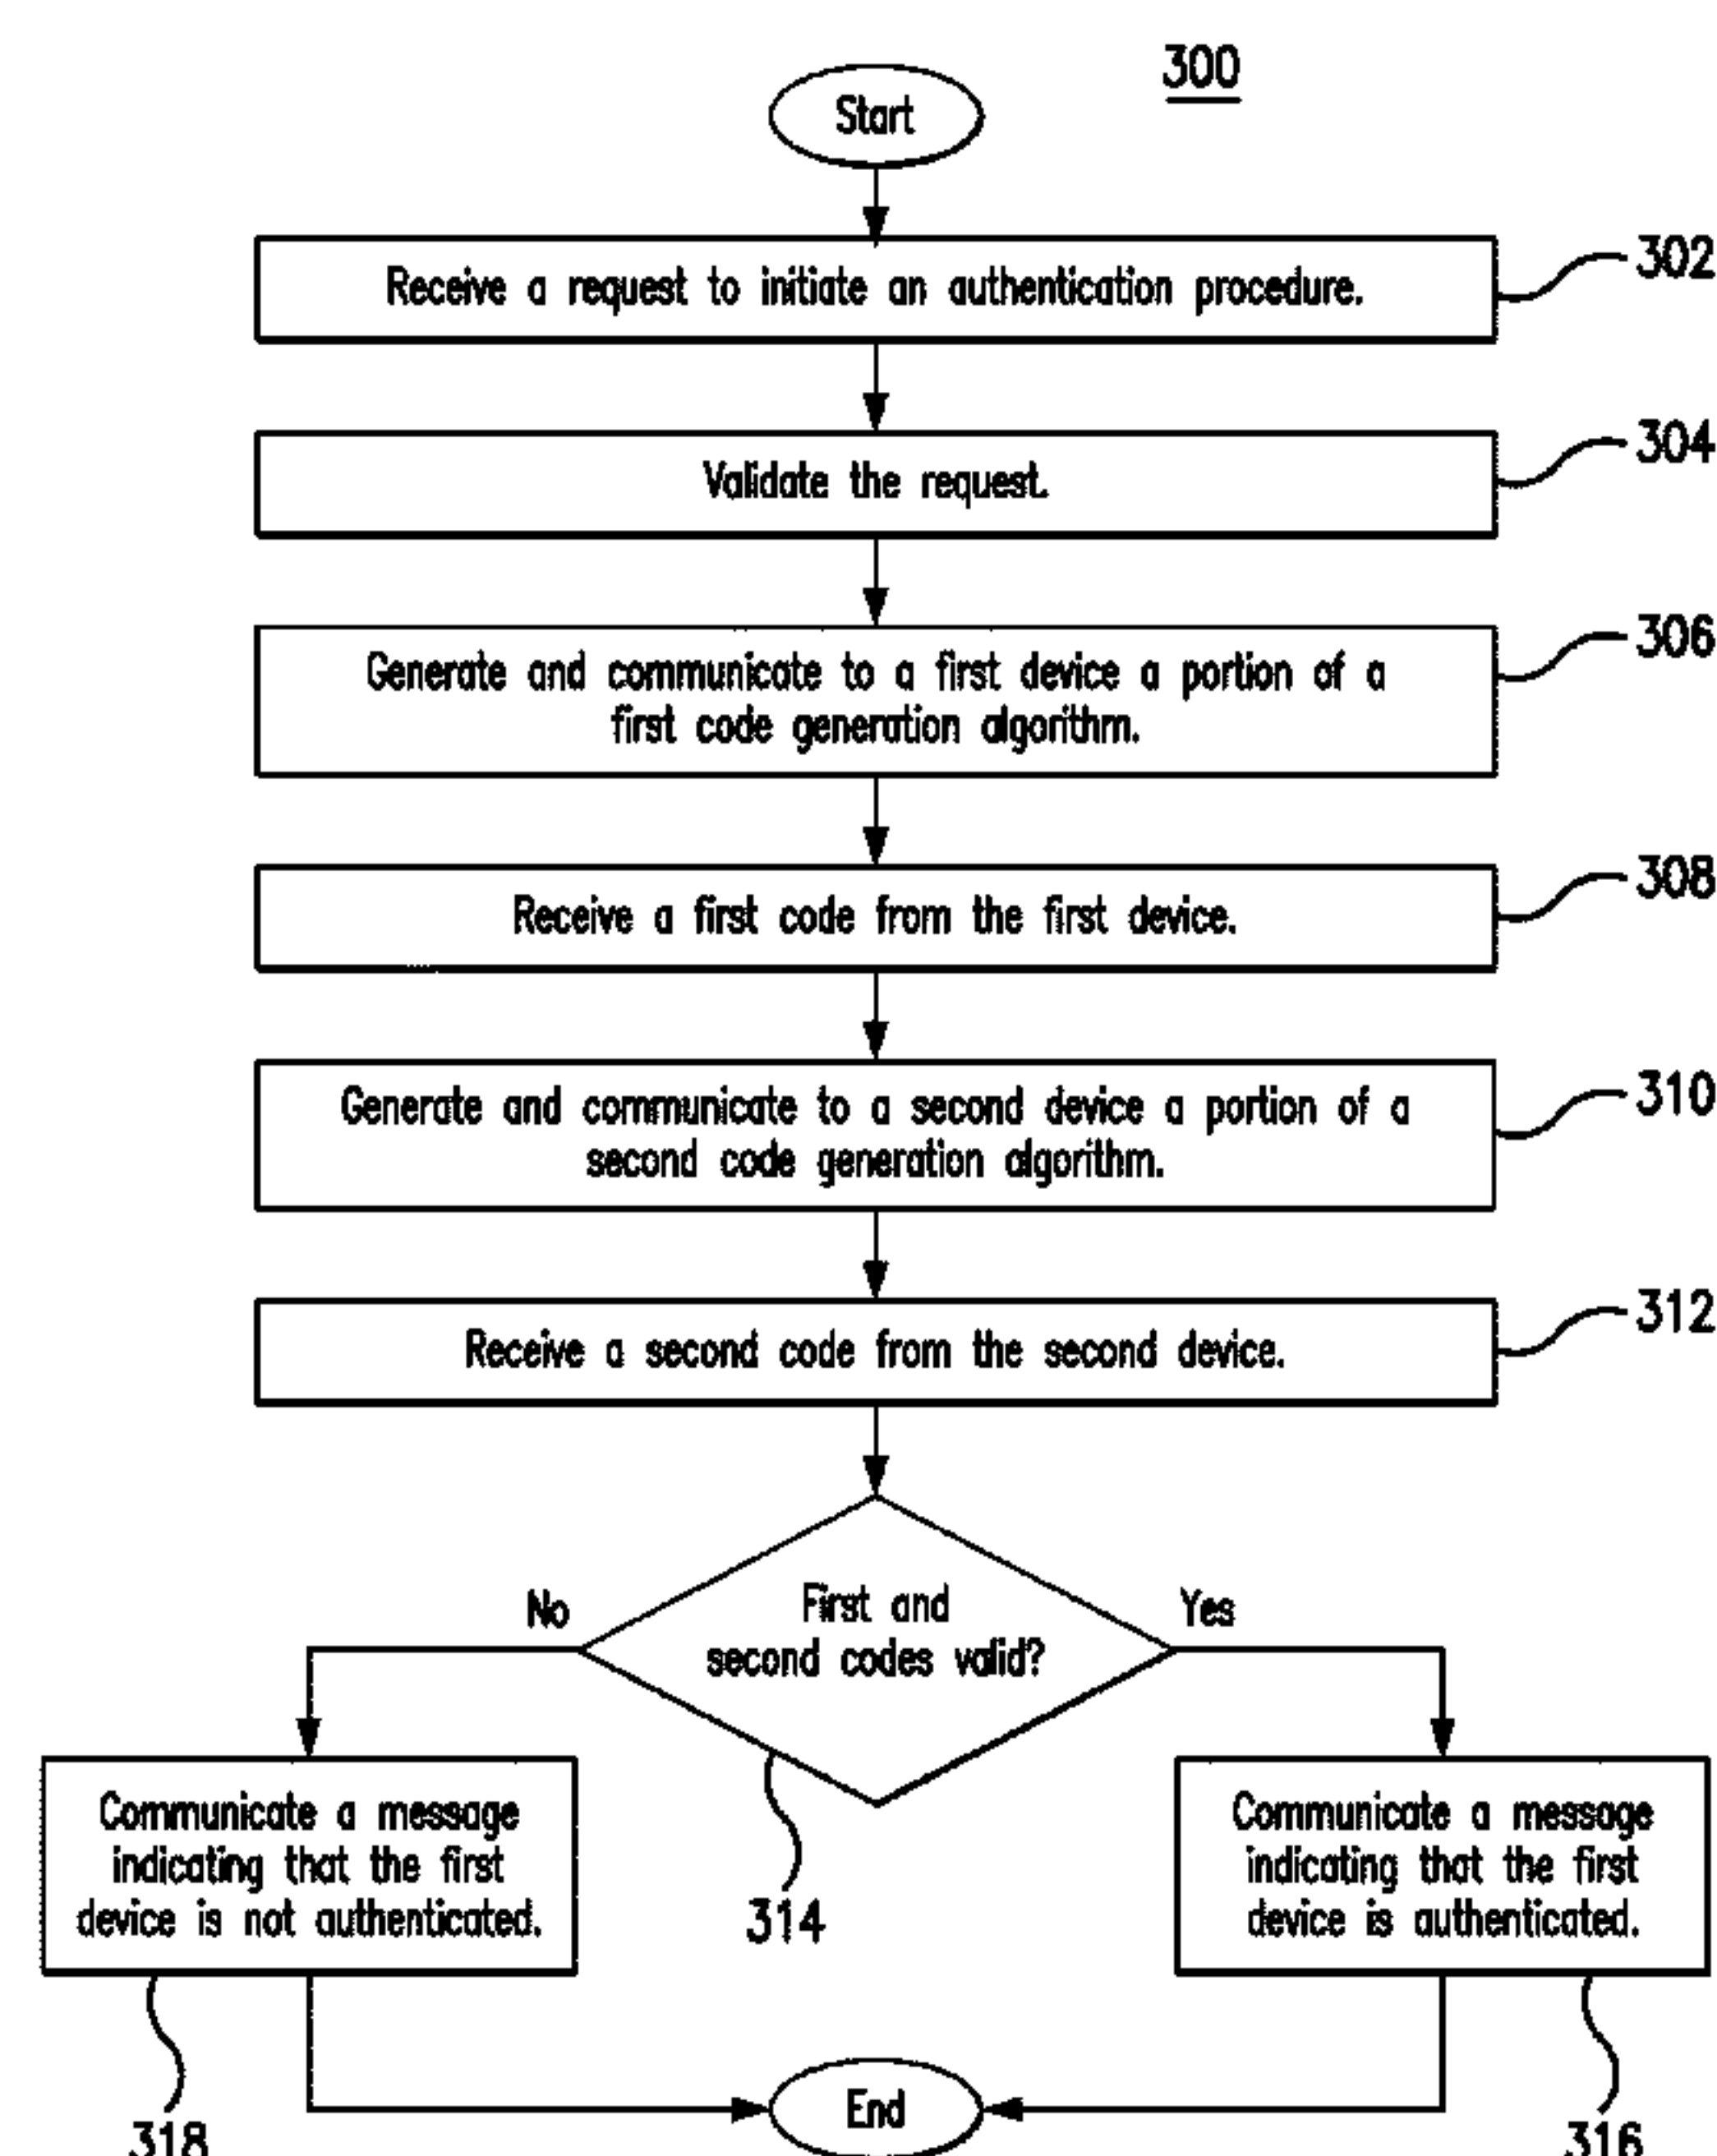 300
Start
Receive a request to initiate an authentication procedure.
302
Validate the request.
304
Generate and communicate to a first device a portion of a
first code generation algorithm.
306
Receive a first code from the first device.
308
Generate and communicate to a second device a portion of a
second code generation algorithm.
310
Receive a second code from the second device.
312
First and
second codes valid?
No
Yes
314
Communicate a message
indicating that the first
device is not authenticated.
318
Communicate a message
indicating that the first
device is authenticated.
316
End